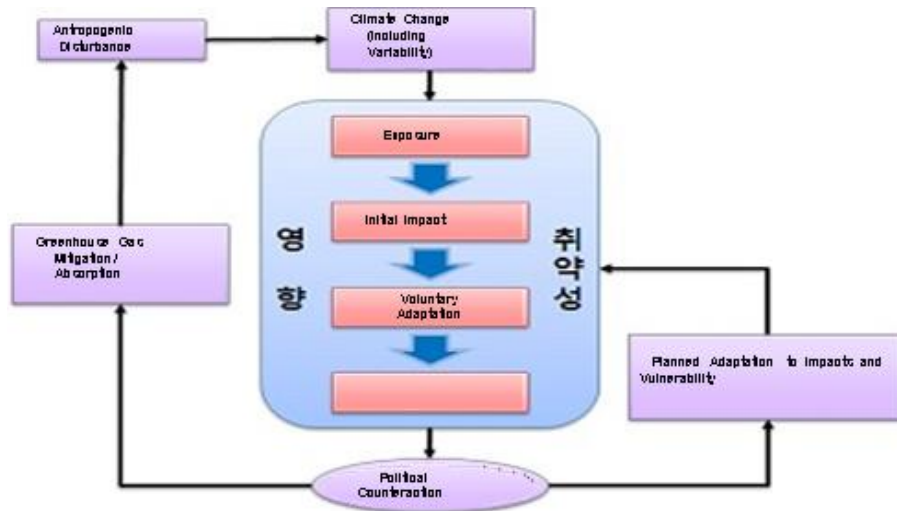 Antropogenic
Disturbance
Climate Change
(Including
Variability)
Exposure
Initial Impact
영향
취약성
Voluntary
Adaptation
Greenhouse Gas
Mitigation /
Absorption
Planned Adaptation to Impacts and
Vulnerability
Political
Counteraction